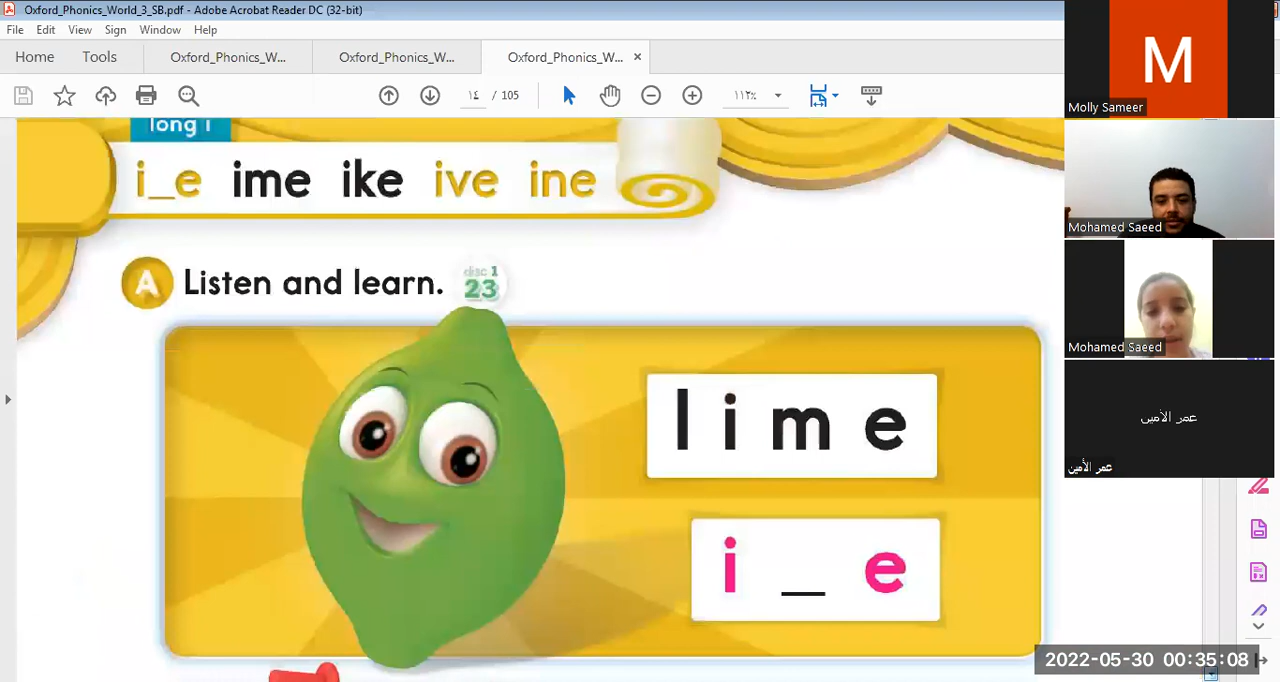 Oxford_Phonics_World_3_SB.pdf - Adobe Acrobat Reader DC (32-bit)
File Edit View Sign Window Help
Home Tools Oxford_Phonics_W... Oxford_Phonics_W... Oxford_Phonics_W... ×
١٤ / 105 ١١٢٪
long i
i_e ime ike ive ine
A Listen and learn. disc 1 23
lime
i _ e
M
Molly Sameer
Mohamed Saeed
Mohamed Saeed
عمر الأمين
عمر الأمين
2022-05-30 00:35:08